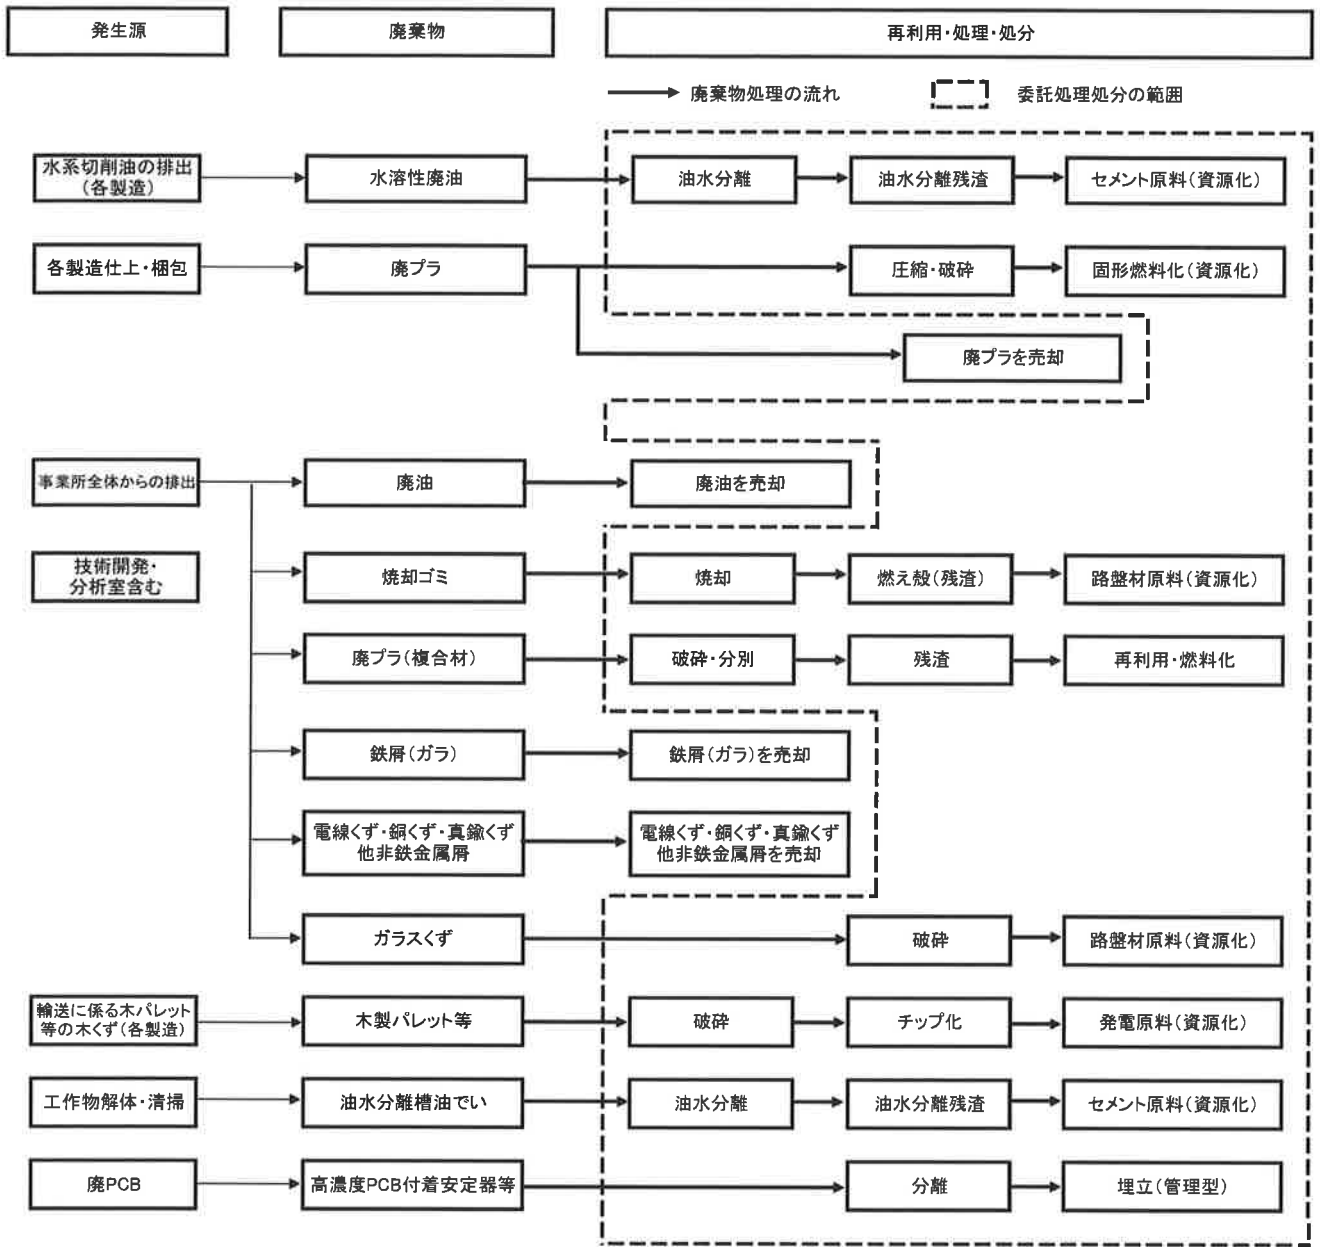 発生源
廃棄物
再利用・処理・処分
廃棄物処理の流れ
委託処理処分の範囲
水系切削油の排出
(各製造)
水溶性廃油
油水分離
油水分離残渣
セメント原料(資源化)
各製造仕上・梱包
廃プラ
圧縮・破砕
固形燃料化(資源化)
廃プラを売却
事業所全体からの排出
廃油
廃油を売却
技術開発・
分析室含む
焼却ゴミ
焼却
燃え殻(残渣)
路盤材原料(資源化)
廃プラ(複合材)
破砕・分別
残渣
再利用・燃料化
鉄屑(ガラ)
鉄屑(ガラ)を売却
電線くず・銅くず・真鍮くず
他非鉄金属屑
電線くず・銅くず・真鍮くず
他非鉄金属屑を売却
ガラスくず
破砕
路盤材原料(資源化)
輸送に係る木パレット
等の木くず(各製造)
木製パレット等
破砕
チップ化
発電原料(資源化)
工作物解体・清掃
油水分離槽油でい
油水分離
油水分離残渣
セメント原料(資源化)
廃PCB
高濃度PCB付着安定器等
分離
埋立(管理型)